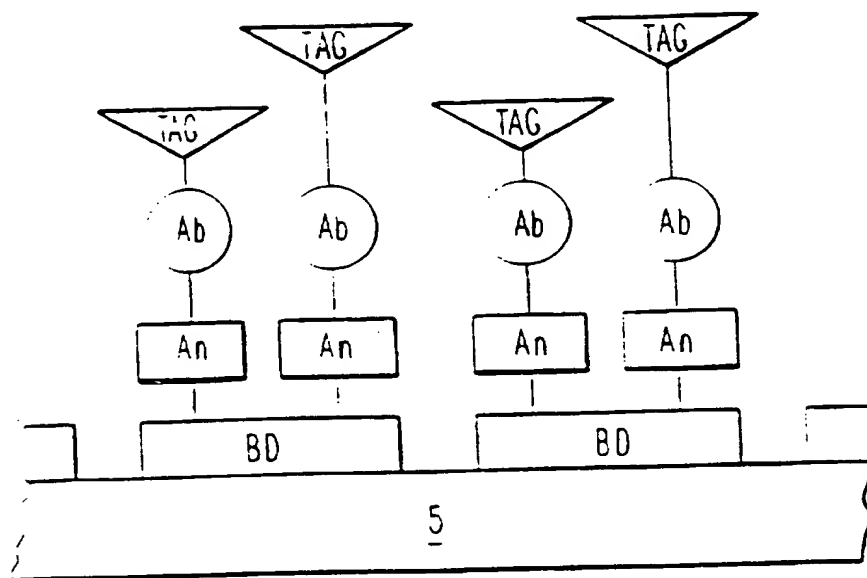 TAG TAG
TAG TAG
Ab Ab Ab Ab
An An An An
BD BD
5